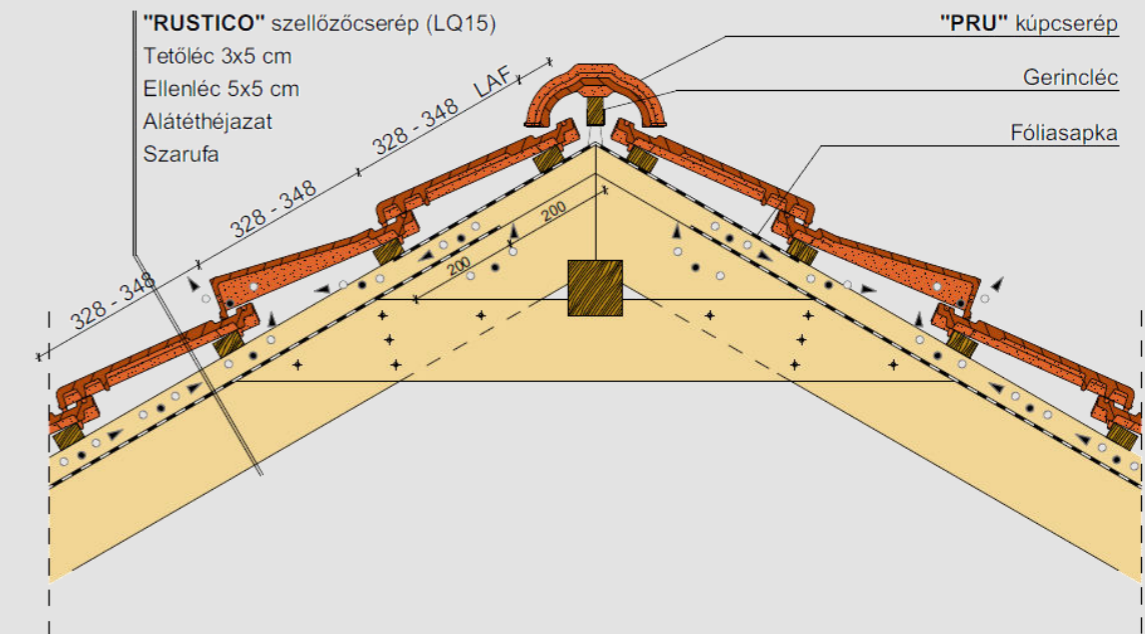 "RUSTICO" szellőzőcserép (LQ15)
Tetőléc 3x5 cm
Ellenléc 5x5 cm
Alátéthéjazat
Szarufa
"PRU" kúpcserép
Gerincléc
Fóliasapka
LAF
328 - 348
328 - 348
328 - 348
200
200